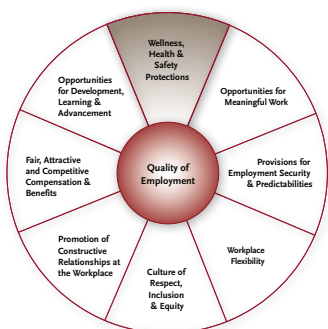 Wellness,
Health &
Safety
Protections
Opportunities for
Meaningful Work
Provisions for
Employment Security
& Predictabilities
Workplace
Flexibility
Culture of
Respect,
Inclusion
& Equity
Promotion of
Constructive
Relationships at
the Workplace
Fair, Attractive
and Competitive
Compensation &
Benefits
Opportunities
for Development,
Learning &
Advancement
Quality of
Employment